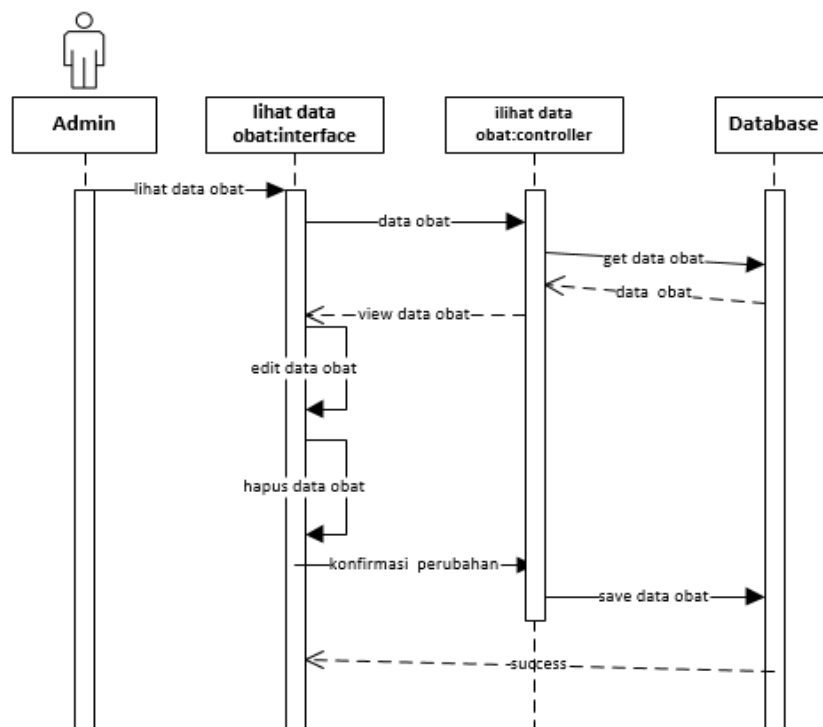 Admin
lihat data
obat:interface
ilihat data
obat:controller
Database
lihat data obat
data obat
get data obat
data obat
view data obat
edit data obat
hapus data obat
konfirmasi perubahan
save data obat
success